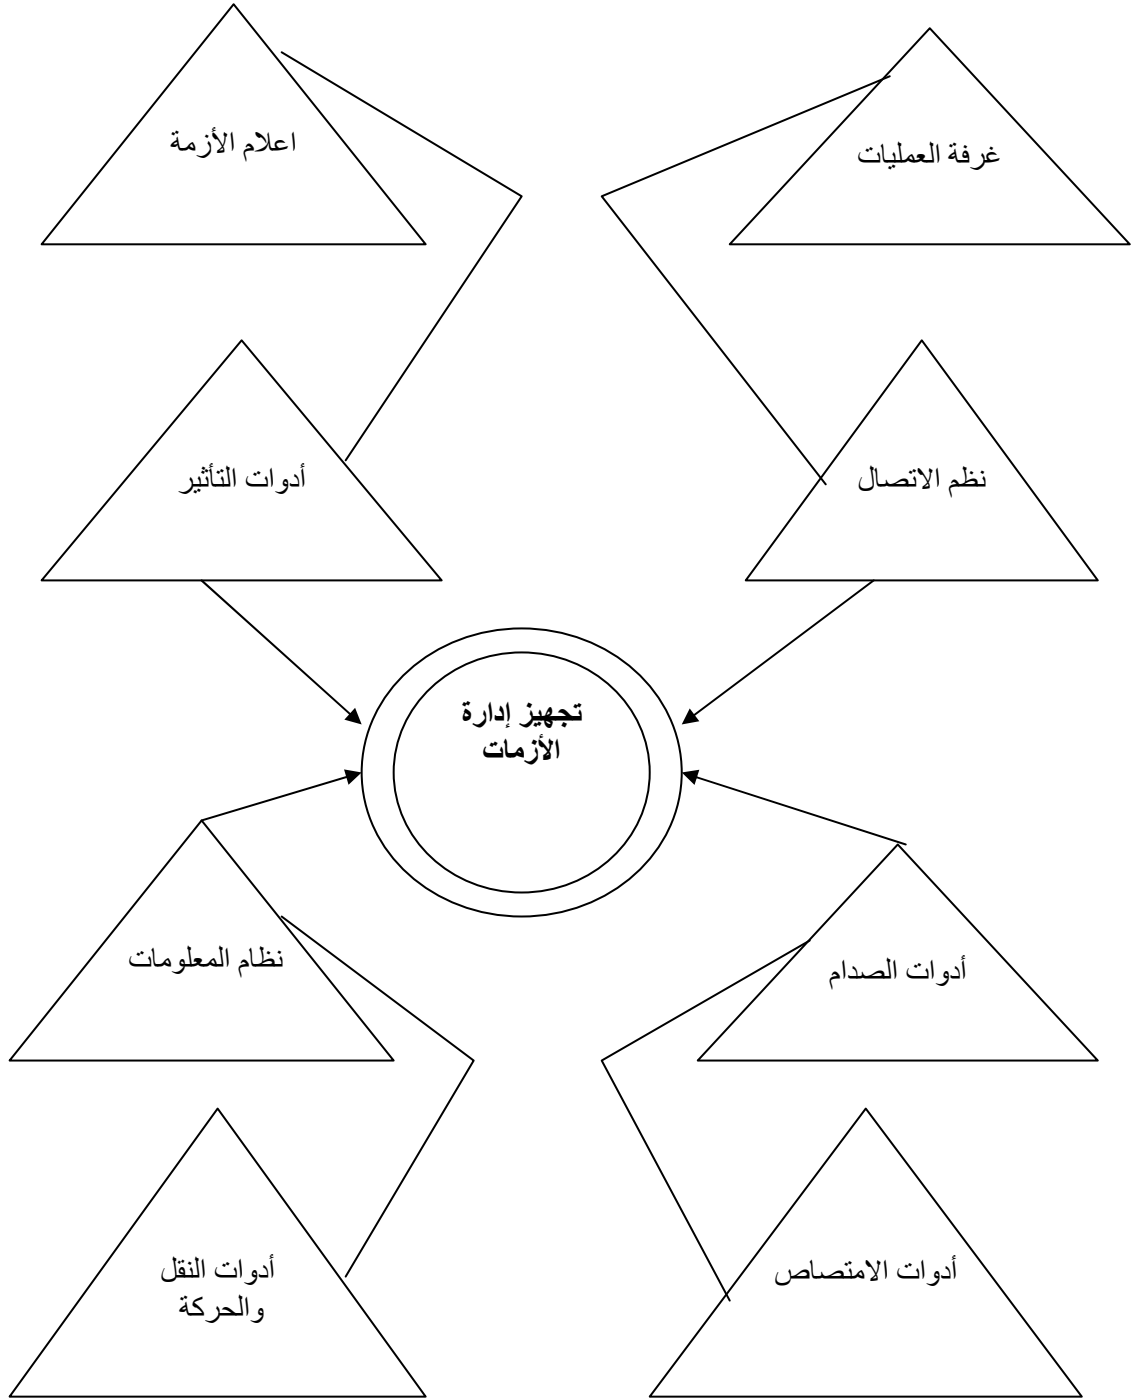 غرفة العمليات
اعلام الأزمة
نظم الاتصال
أدوات التأثير
تجهيز إدارة
الأزمات
أدوات الصدام
نظام المعلومات
أدوات الامتصاص
أدوات النقل
والحركة